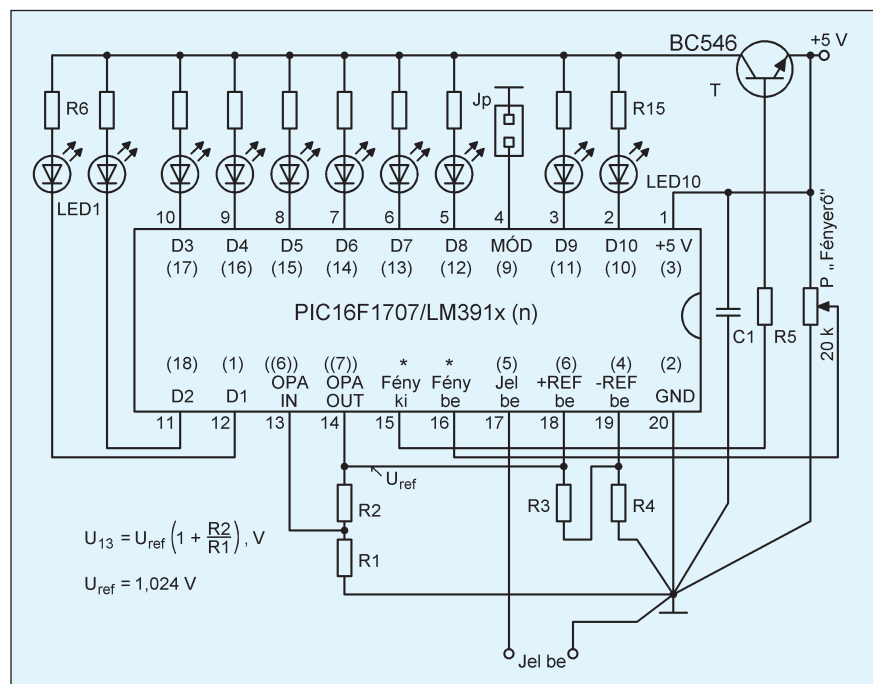 BC546
+5 V
T
R6
Jp
R15
LED1
LED10
10 9 8 7 6 5 4 3 2 1
D3 D4 D5 D6 D7 D8 MÓD D9 D10 +5 V
(17) (16) (15) (14) (13) (12) (9) (11) (10) (3)
P „Fényerő”
20 k
PIC16F1707/LM391x (n)
C1
R5
(18) (1) ((6)) ((7)) * * (5) (6) (4) (2)
D2 D1 OPA OPA Fény Fény Jel +REF -REF GND
IN OUT ki be be be be
11 12 13 14 15 16 17 18 19 20
Uref
R2
R3
R4
R1
U13 = Uref (1 + R2/R1), V
Uref = 1,024 V
Jel be